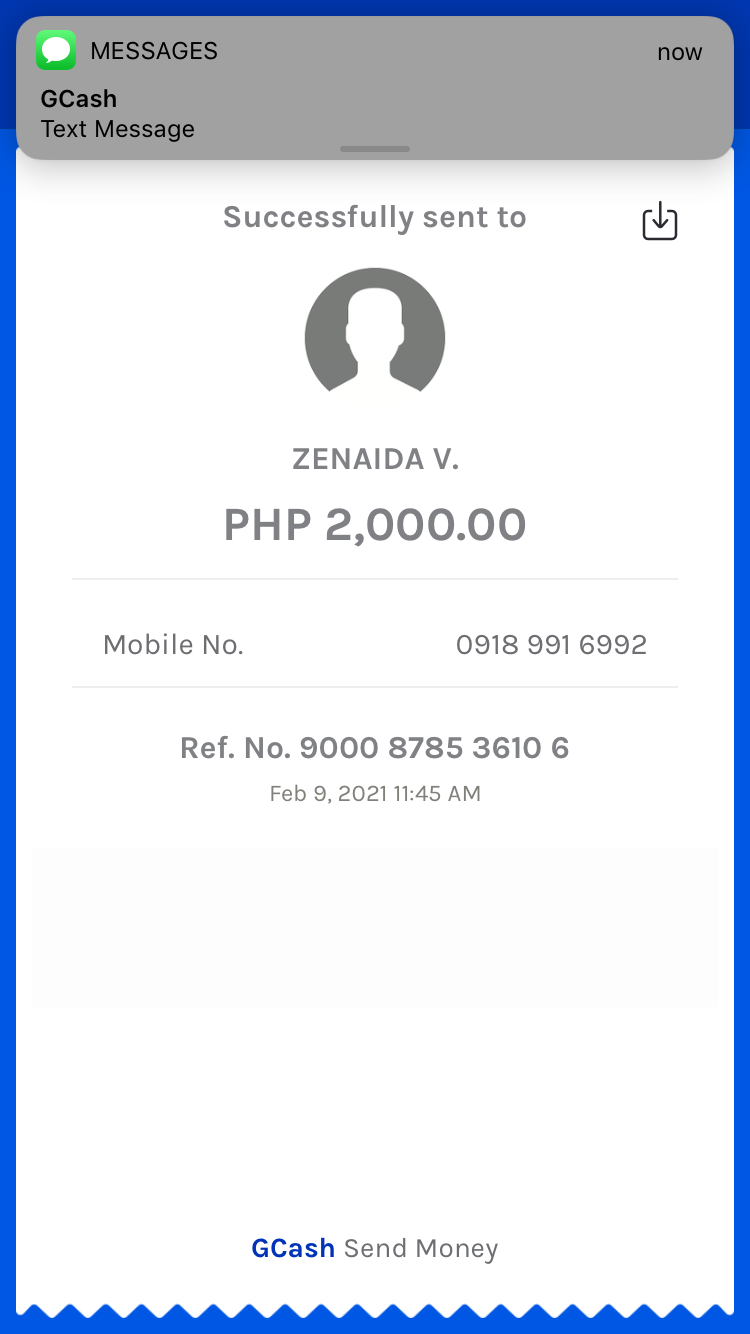 MESSAGES now
GCash
Text Message
Successfully sent to
ZENAIDA V.
PHP 2,000.00
Mobile No. 0918 991 6992
Ref. No. 9000 8785 3610 6
Feb 9, 2021 11:45 AM
GCash Send Money